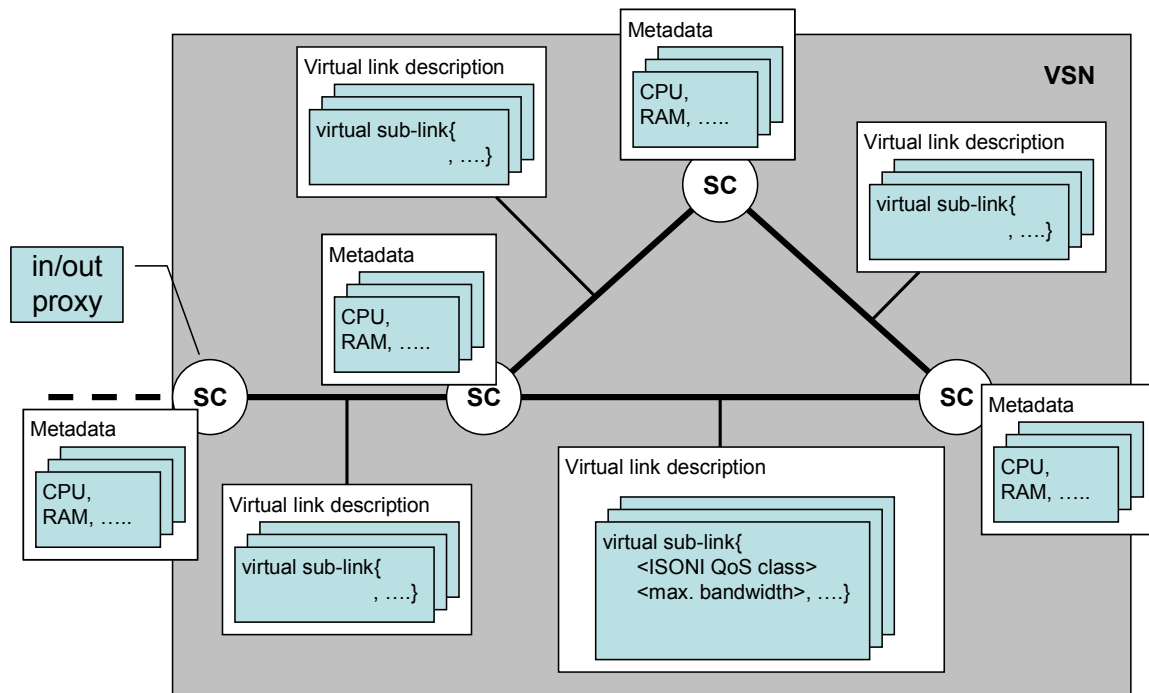 Metadata
CPU,
RAM, …..
VSN
Virtual link description
virtual sub-link{
, ….}
Virtual link description
virtual sub-link{
, ….}
SC
in/out
proxy
Metadata
CPU,
RAM, …..
SC
SC
SC
Metadata
CPU,
RAM, …..
Metadata
CPU,
RAM, …..
Virtual link description
virtual sub-link{
, ….}
Virtual link description
virtual sub-link{
<ISONI QoS class>
<max. bandwidth>, ….}